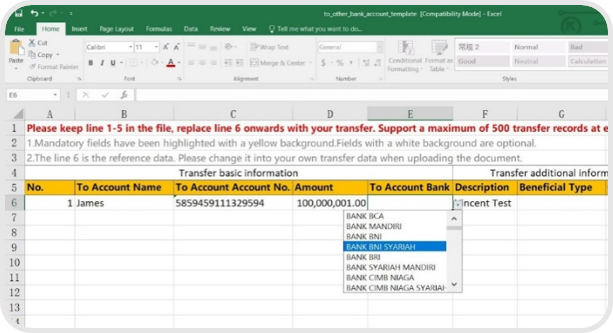 to_other_bank_account_template [Compatibility Mode] - Excel
File Home Insert Page Layout Formulas Data Review View Tell me what you want to do...
Cut
Copy
Format Painter
Paste
Calibri 11
B I U
Wrap Text
Merge & Center
General
Conditional Formatting
Format as Table
常规 2 Normal Bad
Good Neutral Calculation
Clipboard Font Alignment Number Styles
E6
A B C D E F G
1 Please keep line 1-5 in the file, replace line 6 onwards with your transfer. Support a maximum of 500 transfer records at
2 1.Mandatory fields have been highlighted with a yellow background.Fields with a white background are optional.
3 2.The line 6 is the reference data. Please change it into your own transfer data when uploading the document.
4 Transfer basic information Transfer additional
5 No. To Account Name To Account Account No. Amount To Account Bank Description Beneficial Type
6 1 James 5859459111329594 100,000,001.00 incent Test
7
BANK BCA
BANK MANDIRI
8
BANK BNI
9
BANK BNI SYARIAH
10
BANK BRI
11
BANK SYARIAH MANDIRI
BANK CIMB NIAGA
12
BANK CIMB NIAGA SYARIAH
13